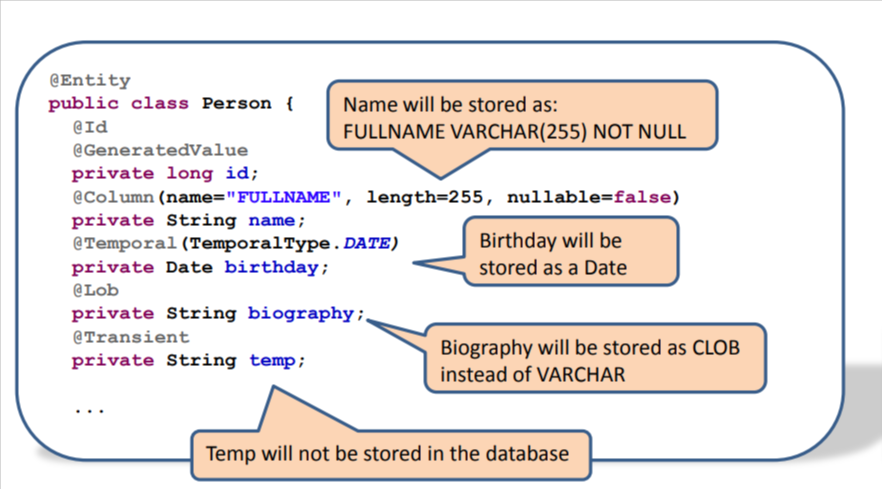 @Entity
public class Person {
@Id
@GeneratedValue
private long id;
@Column(name="FULLNAME", length=255, nullable=false)
private String name;
@Temporal(TemporalType.DATE)
private Date birthday;
@Lob
private String biography;
@Transient
private String temp;
...
Name will be stored as:
FULLNAME VARCHAR(255) NOT NULL
Birthday will be
stored as a Date
Biography will be stored as CLOB
instead of VARCHAR
Temp will not be stored in the database